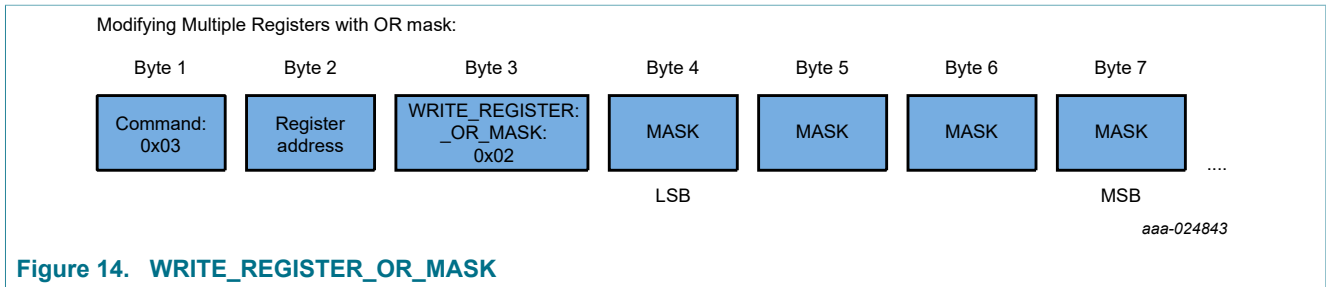 Modifying Multiple Registers with OR mask:
Byte 1 Byte 2 Byte 3 Byte 4 Byte 5 Byte 6 Byte 7
Command:
0x03
Register
address
WRITE_REGISTER:
_OR_MASK:
0x02
MASK
MASK
MASK
MASK
....
LSB MSB
aaa-024843
Figure 14. WRITE_REGISTER_OR_MASK